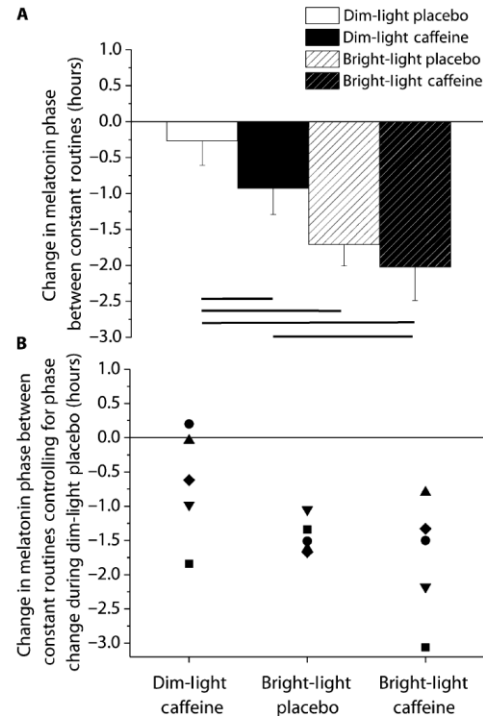 A
Dim-light placebo
Dim-light caffeine
Bright-light placebo
Bright-light caffeine
Change in melatonin phase
between constant routines (hours)
1.0
0.5
0.0
−0.5
−1.0
−1.5
−2.0
−2.5
−3.0
B
Change in melatonin phase between
constant routines controlling for phase
change during dim-light placebo (hours)
1.0
0.5
0.0
−0.5
−1.0
−1.5
−2.0
−2.5
−3.0
Dim-light Bright-light Bright-light
caffeine placebo caffeine